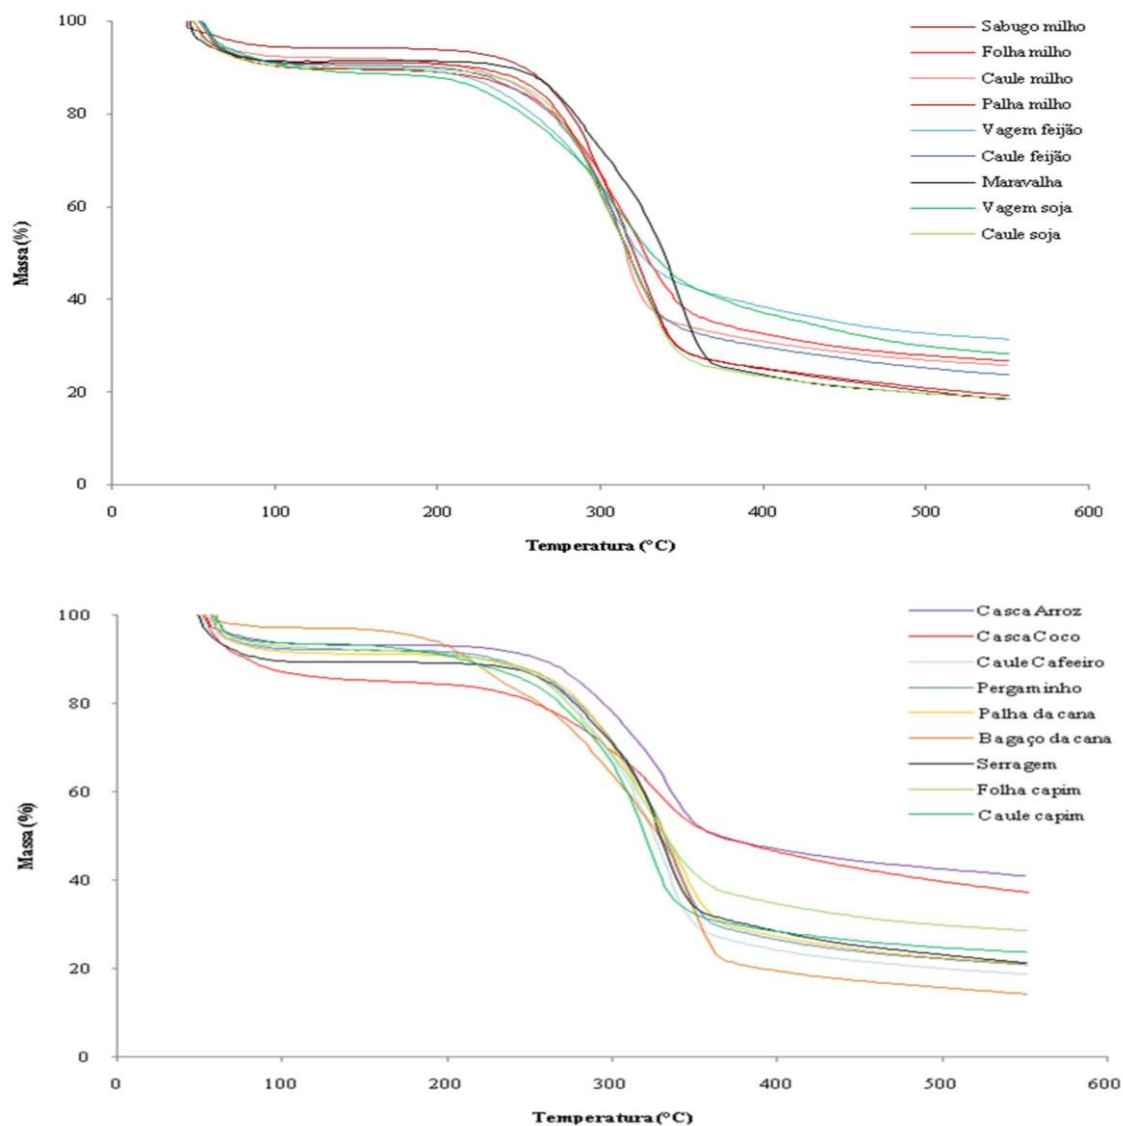 100
80
60
40
20
0
Massa (%)
0 100 200 300 400 500 600
Temperatura (°C)
Sabugo milho
Folha milho
Caule milho
Palha milho
Vagem feijão
Caule feijão
Maravalha
Vagem soja
Caule soja
100
80
60
40
20
0
Massa (%)
0 100 200 300 400 500 600
Temperatura (°C)
Casca Arroz
Casca Coco
Caule Cafeeiro
Pergaminho
Palha da cana
Bagaço da cana
Serragem
Folha capim
Caule capim